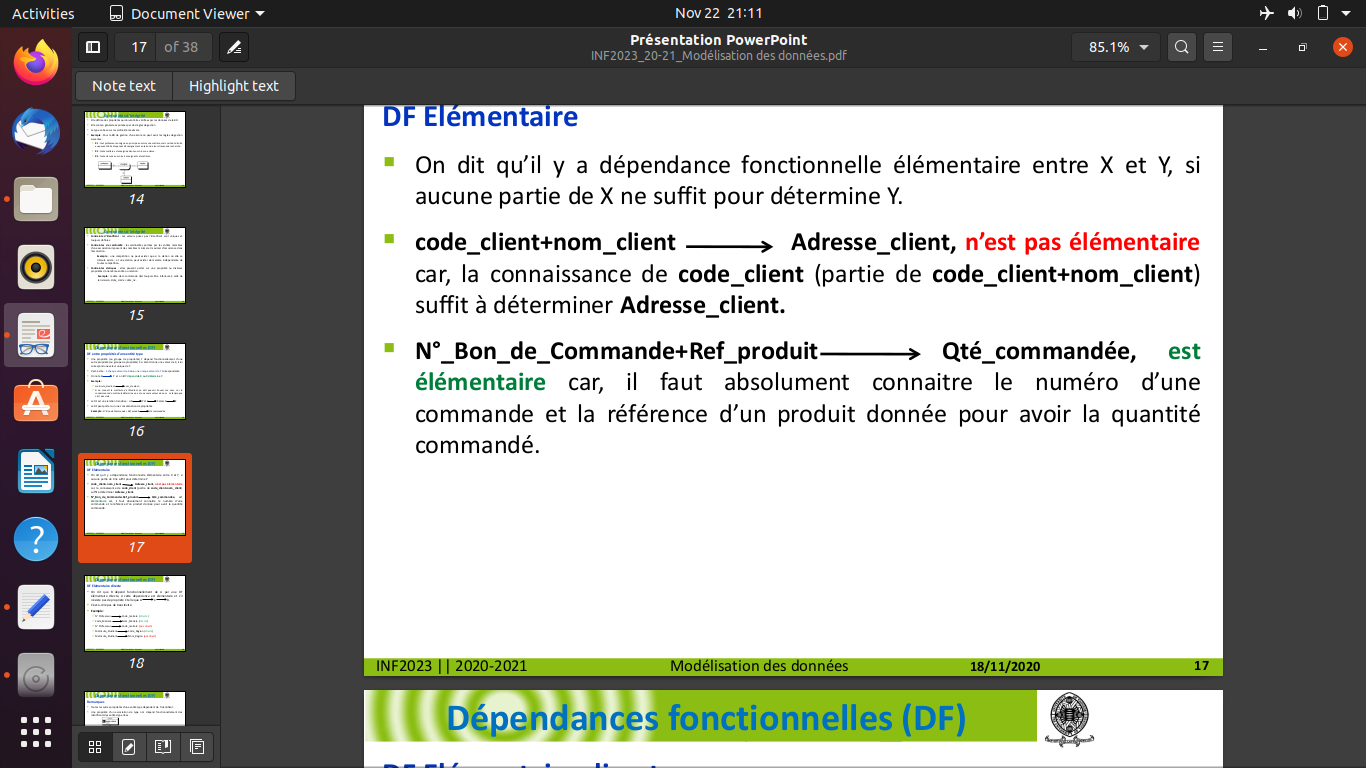 Activities Document Viewer Nov 22 21:11
17 of 38 Présentation PowerPoint 85.1%
INF2023_20-21_Modélisation des données.pdf
Note text Highlight text
14
15
16
17
18
DF Elémentaire
On dit qu’il y a dépendance fonctionnelle élémentaire entre X et Y, si
aucune partie de X ne suffit pour détermine Y.
code_client+nom_client Adresse_client, n’est pas élémentaire
car, la connaissance de code_client (partie de code_client+nom_client)
suffit à déterminer Adresse_client.
N°_Bon_de_Commande+Ref_produit Qté_commandée, est
élémentaire car, il faut absolument connaitre le numéro d’une
commande et la référence d’un produit donnée pour avoir la quantité
commandé.
INF2023 || 2020-2021 Modélisation des données 18/11/2020 17
Dépendances fonctionnelles (DF)